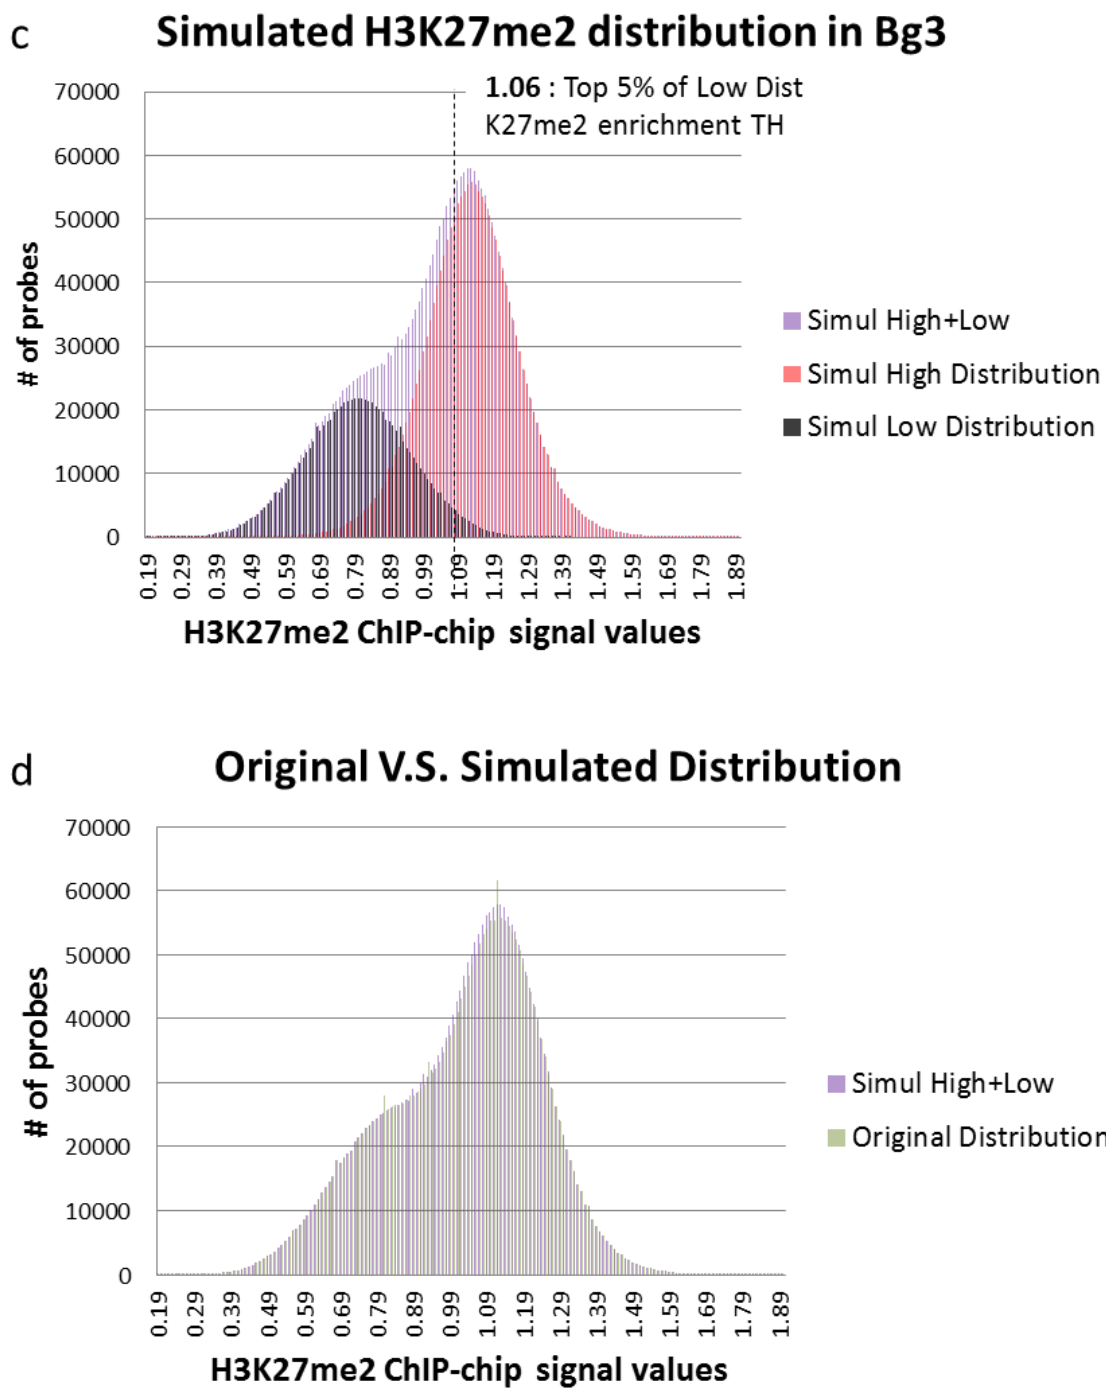 c
Simulated H3K27me2 distribution in Bg3
1.06 : Top 5% of Low Dist
K27me2 enrichment TH
70000
60000
50000
40000
30000
20000
10000
0
# of probes
0.19 0.29 0.39 0.49 0.59 0.69 0.79 0.89 0.99 1.09 1.19 1.29 1.39 1.49 1.59 1.69 1.79 1.89
H3K27me2 ChIP-chip signal values
Simul High+Low
Simul High Distribution
Simul Low Distribution
d
Original V.S. Simulated Distribution
70000
60000
50000
40000
30000
20000
10000
0
# of probes
0.19 0.29 0.39 0.49 0.59 0.69 0.79 0.89 0.99 1.09 1.19 1.29 1.39 1.49 1.59 1.69 1.79 1.89
H3K27me2 ChIP-chip signal values
Simul High+Low
Original Distribution